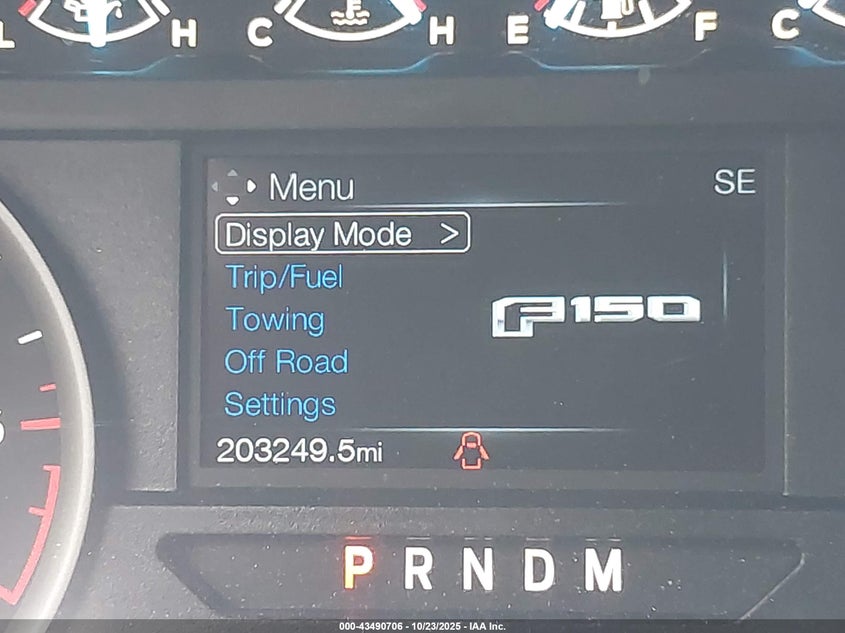 L H C H E F C
Menu SE
Display Mode >
Trip/Fuel
Towing
F150
Off Road
Settings
203249.5mi
P R N D M
000-43490706 - 10/23/2025 - IAA Inc.